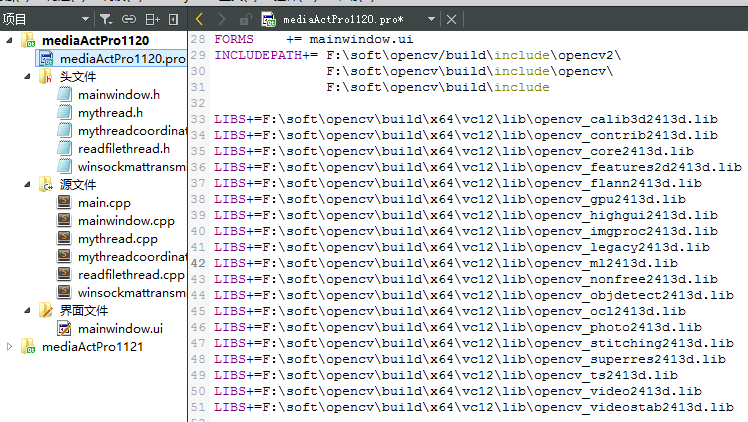 项目
mediaActPro1120.pro*
mediaActPro1120
mediaActPro1120.pro
头文件
mainwindow.h
mythread.h
mythreadcoordina
readfilethread.h
winsockmattransm
源文件
main.cpp
mainwindow.cpp
mythread.cpp
mythreadcoordina
readfilethread.cpp
winsockmattransm
界面文件
mainwindow.ui
mediaActPro1121
28 FORMS += mainwindow.ui
29 INCLUDEPATH+= F:\soft\opencv/build\include\opencv2\
30 F:\soft\opencv\build\include\opencv\
31 F:\soft\opencv\build\include
32
33 LIBS+=F:\soft\opencv\build\x64\vc12\lib\opencv_calib3d2413d.lib
34 LIBS+=F:\soft\opencv\build\x64\vc12\lib\opencv_contrib2413d.lib
35 LIBS+=F:\soft\opencv\build\x64\vc12\lib\opencv_core2413d.lib
36 LIBS+=F:\soft\opencv\build\x64\vc12\lib\opencv_features2d2413d.lib
37 LIBS+=F:\soft\opencv\build\x64\vc12\lib\opencv_flann2413d.lib
38 LIBS+=F:\soft\opencv\build\x64\vc12\lib\opencv_gpu2413d.lib
39 LIBS+=F:\soft\opencv\build\x64\vc12\lib\opencv_highgui2413d.lib
40 LIBS+=F:\soft\opencv\build\x64\vc12\lib\opencv_imgproc2413d.lib
41 LIBS+=F:\soft\opencv\build\x64\vc12\lib\opencv_legacy2413d.lib
42 LIBS+=F:\soft\opencv\build\x64\vc12\lib\opencv_ml2413d.lib
43 LIBS+=F:\soft\opencv\build\x64\vc12\lib\opencv_nonfree2413d.lib
44 LIBS+=F:\soft\opencv\build\x64\vc12\lib\opencv_objdetect2413d.lib
45 LIBS+=F:\soft\opencv\build\x64\vc12\lib\opencv_ocl2413d.lib
46 LIBS+=F:\soft\opencv\build\x64\vc12\lib\opencv_photo2413d.lib
47 LIBS+=F:\soft\opencv\build\x64\vc12\lib\opencv_stitching2413d.lib
48 LIBS+=F:\soft\opencv\build\x64\vc12\lib\opencv_superres2413d.lib
49 LIBS+=F:\soft\opencv\build\x64\vc12\lib\opencv_ts2413d.lib
50 LIBS+=F:\soft\opencv\build\x64\vc12\lib\opencv_video2413d.lib
51 LIBS+=F:\soft\opencv\build\x64\vc12\lib\opencv_videostab2413d.lib